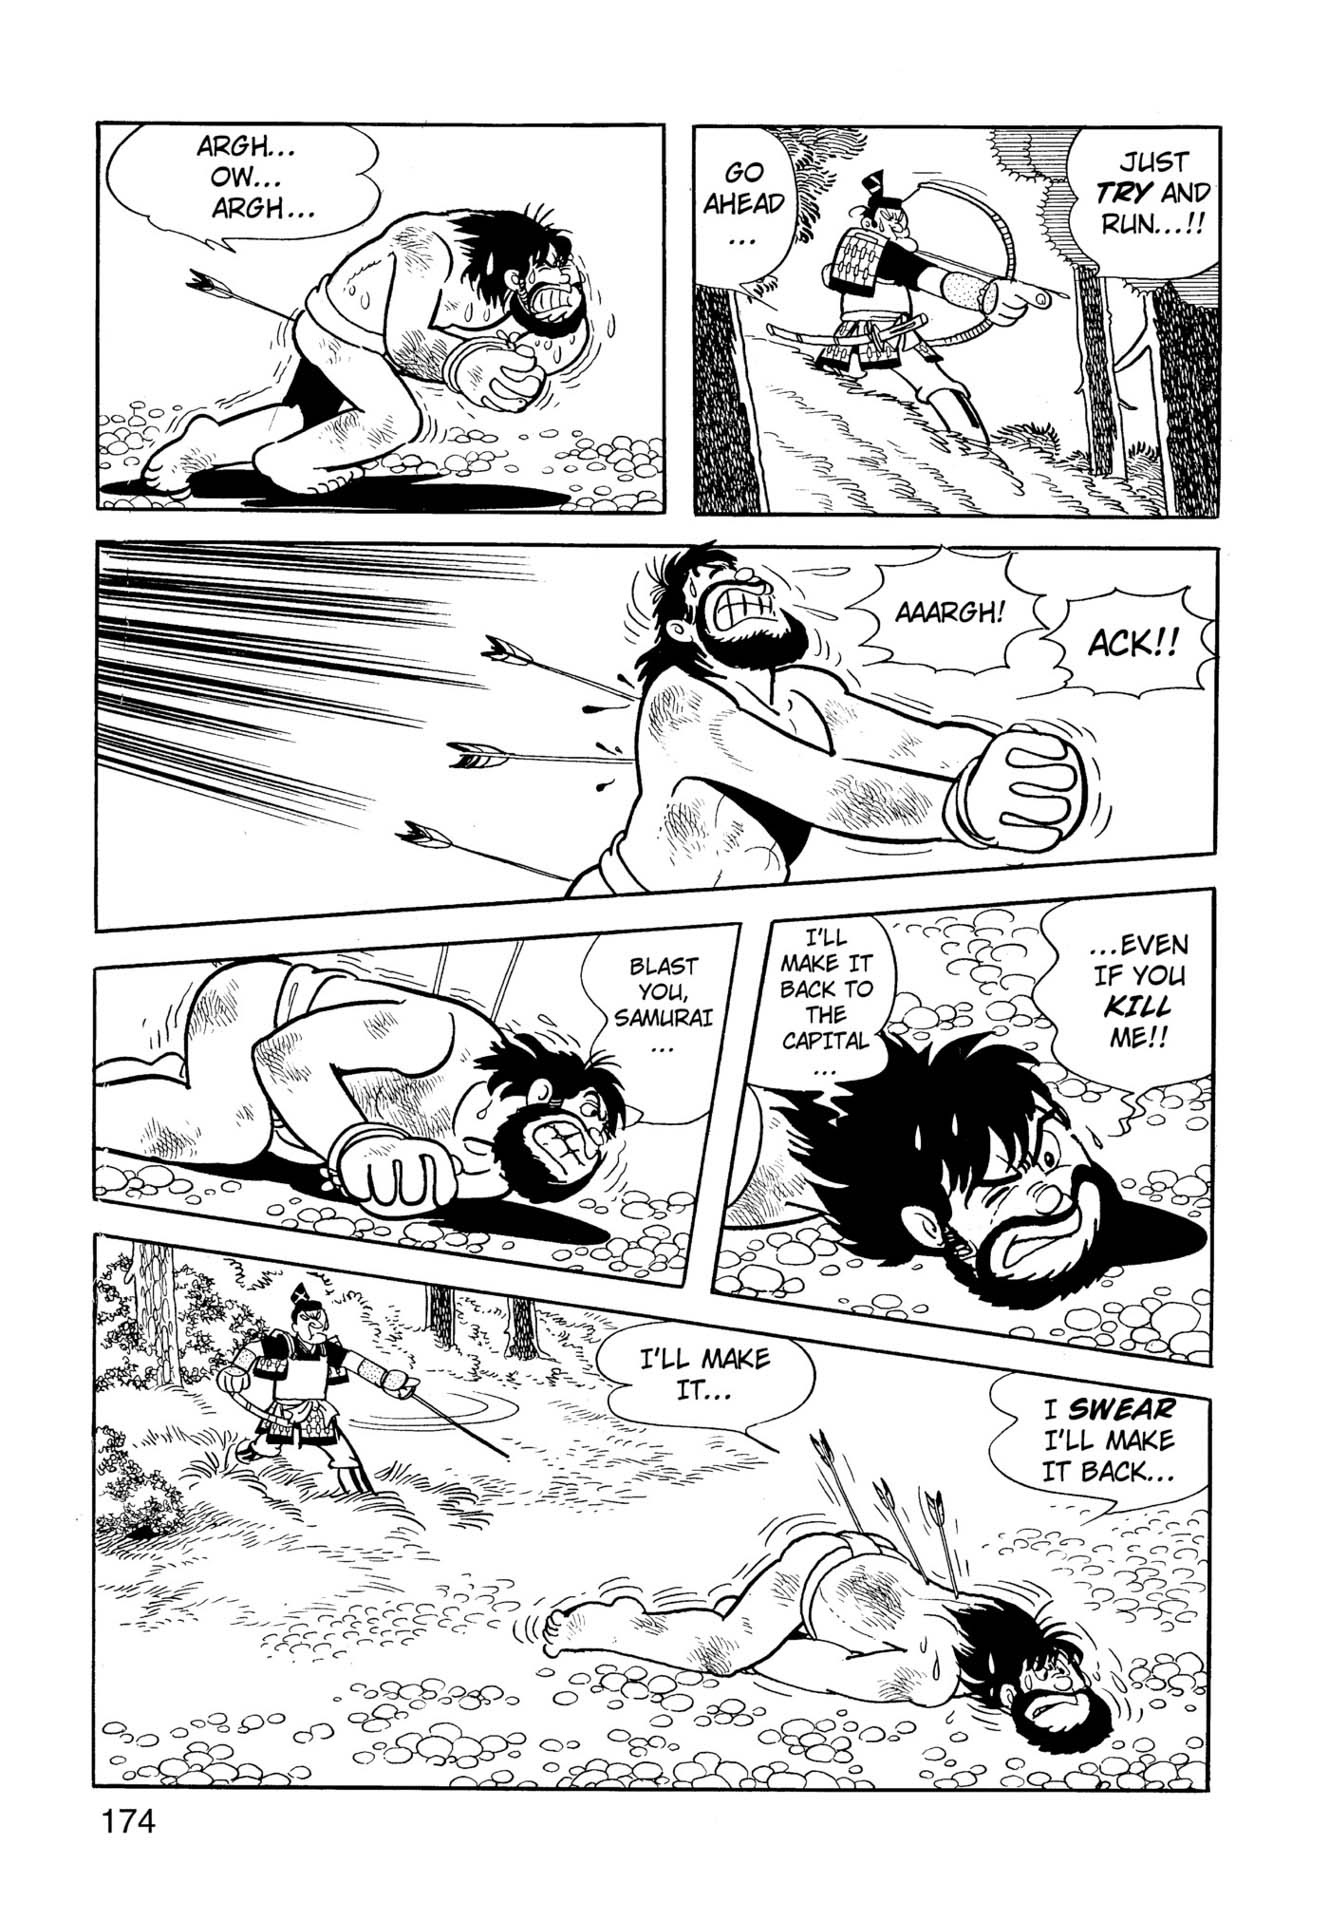 ARGH...
OW...
ARGH...
GO
AHEAD
...
JUST
TRY AND
RUN...!!
AAARGH!
ACK!!
BLAST
YOU,
SAMURAI
...
I'LL
MAKE IT
BACK TO
THE
CAPITAL
...
...EVEN
IF YOU
KILL
ME!!
I'LL MAKE
IT...
I SWEAR
I'LL MAKE
IT BACK...
174